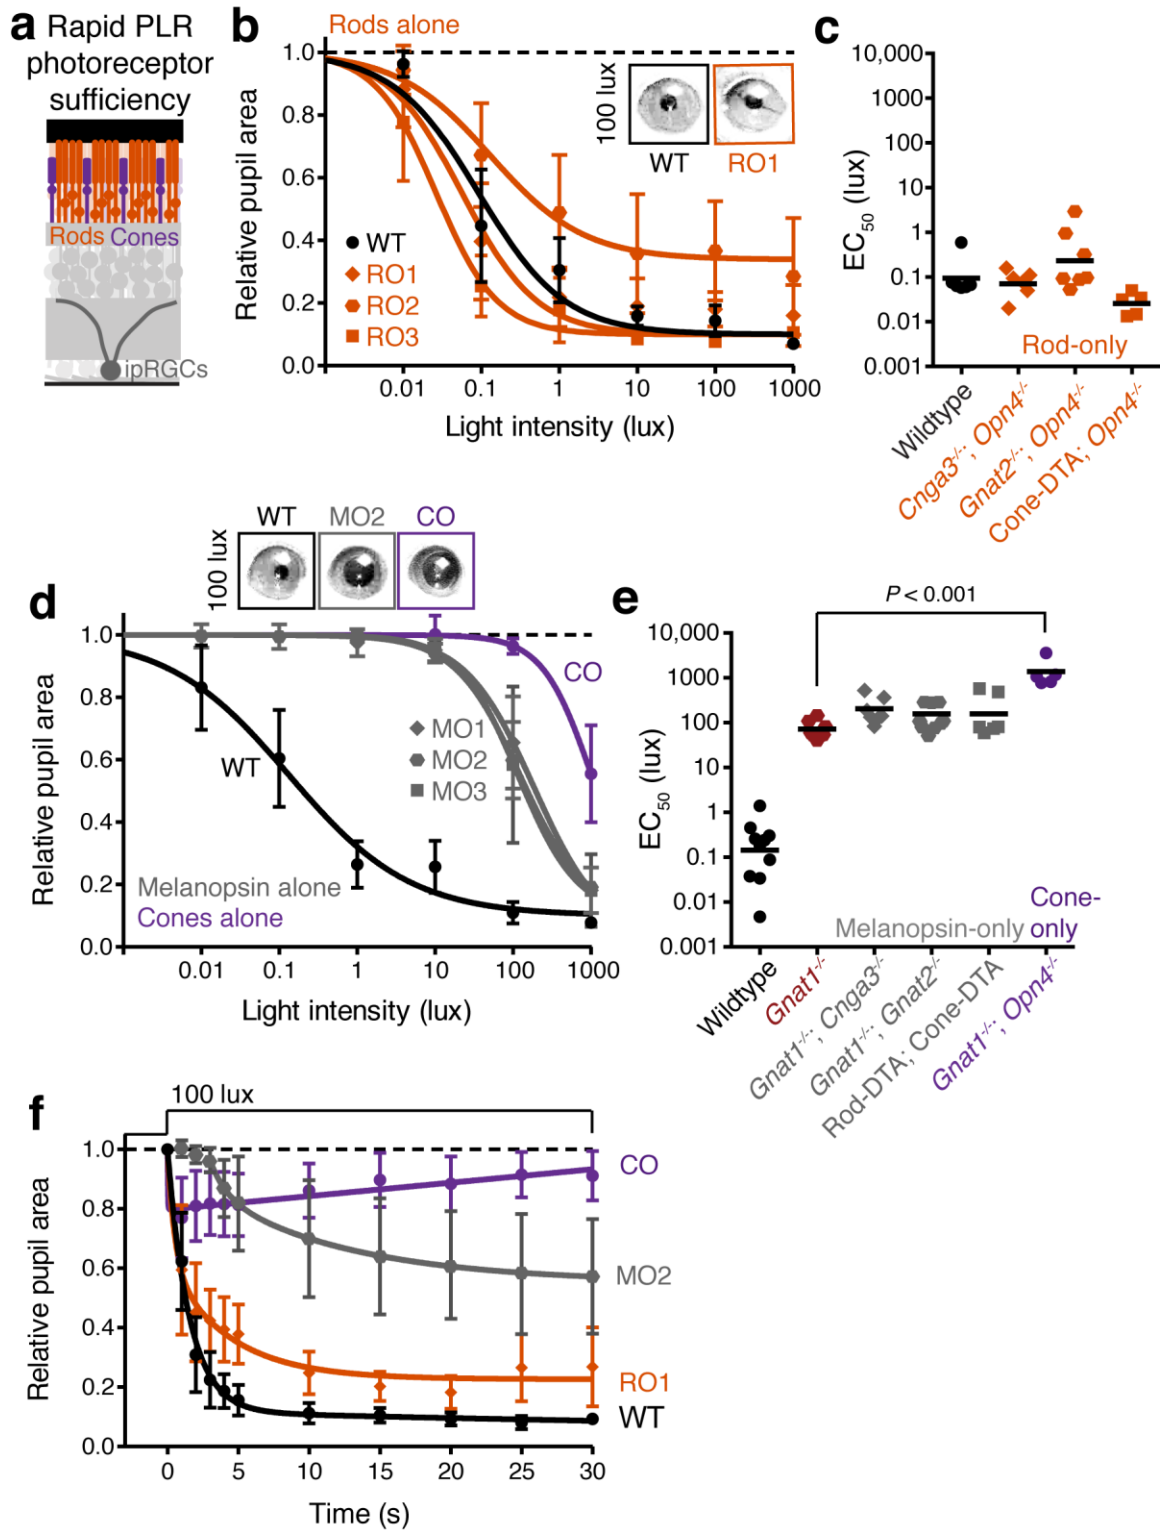 a Rapid PLR
photoreceptor
sufficiency
Rods Cones
ipRGCs
b
Rods alone
Relative pupil area
1.0
0.8
0.6
0.4
0.2
0.0
100 lux
WT
RO1
WT
RO1
RO2
RO3
0.01 0.1 1 10 100 1000
Light intensity (lux)
c
EC50 (lux)
10,000
1000
100
10
1
0.1
0.01
0.001
Rod-only
Wildtype
Cnga3-/-; Opn4-/-
Gnat2-/-; Opn4-/-
Cone-DTA; Opn4-/-
d
100 lux
WT MO2 CO
Relative pupil area
1.0
0.8
0.6
0.4
0.2
0.0
CO
WT
MO1
MO2
MO3
Melanopsin alone
Cones alone
0.01 0.1 1 10 100 1000
Light intensity (lux)
e
P < 0.001
EC50 (lux)
10,000
1000
100
10
1
0.1
0.01
0.001
Melanopsin-only
Cone-
only
Wildtype
Gnat1-/-
Gnat1-/-; Cnga3-/-
Gnat1-/-; Gnat2-/-
Rod-DTA; Cone-DTA
Gnat1-/-; Opn4-/-
f
100 lux
Relative pupil area
1.0
0.8
0.6
0.4
0.2
0.0
CO
MO2
RO1
WT
0 5 10 15 20 25 30
Time (s)